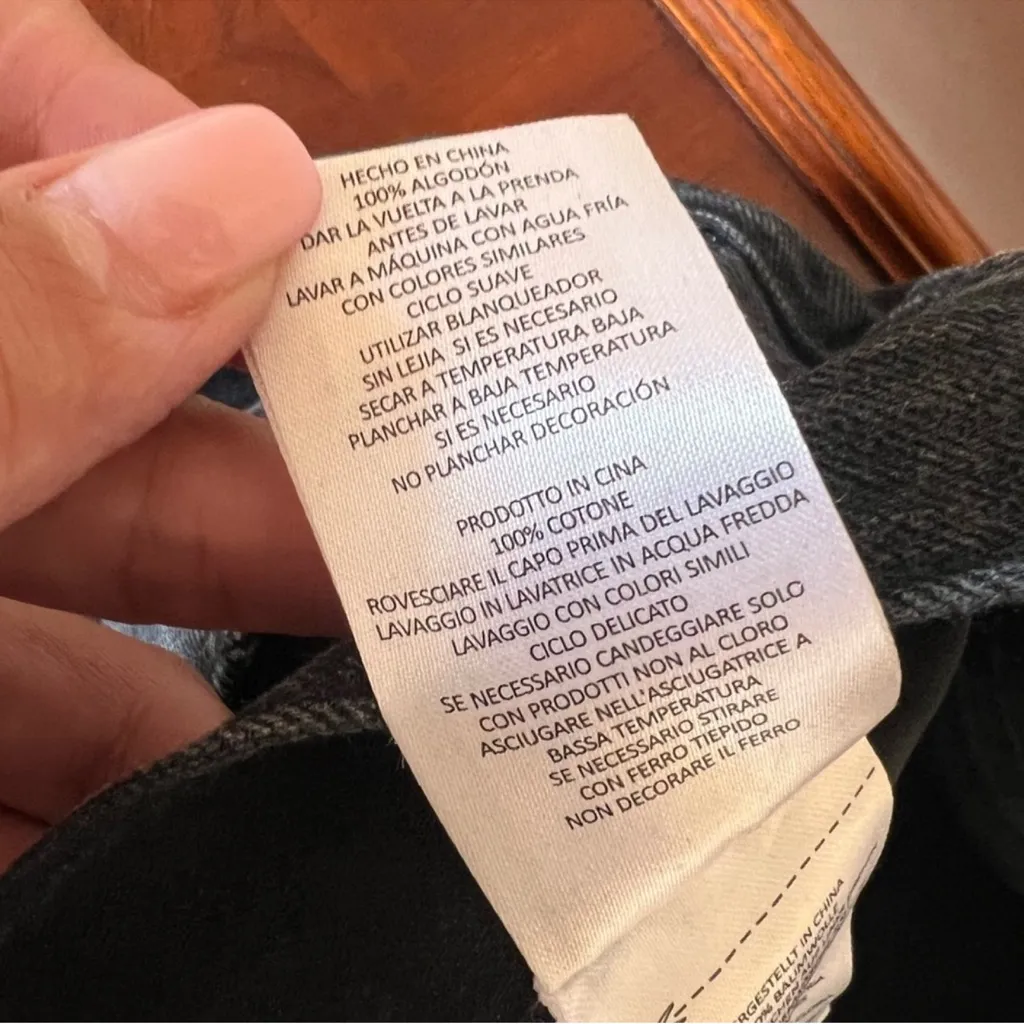 HECHO EN CHINA
100% ALGODÓN
DAR LA VUELTA A LA PRENDA
ANTES DE LAVAR
LAVAR A MÁQUINA CON AGUA FRÍA
CON COLORES SIMILARES
CICLO SUAVE
UTILIZAR BLANQUEADOR
SIN LEJIA SI ES NECESARIO
SECAR A TEMPERATURA BAJA
PLANCHAR A BAJA TEMPERATURA
SI ES NECESARIO
NO PLANCHAR DECORACIÓN
PRODOTTO IN CINA
100% COTONE
ROVESCIARE IL CAPO PRIMA DEL LAVAGGIO
LAVAGGIO IN LAVATRICE IN ACQUA FREDDA
LAVAGGIO CON COLORI SIMILI
CICLO DELICATO
SE NECESSARIO CANDEGGIARE SOLO
CON PRODOTTI NON AL CLORO
ASCIUGARE NELL'ASCIUGATRICE A
BASSA TEMPERATURA
SE NECESSARIO STIRARE
CON FERRO TIEPIDO
NON DECORARE IL FERRO
IN CHINA